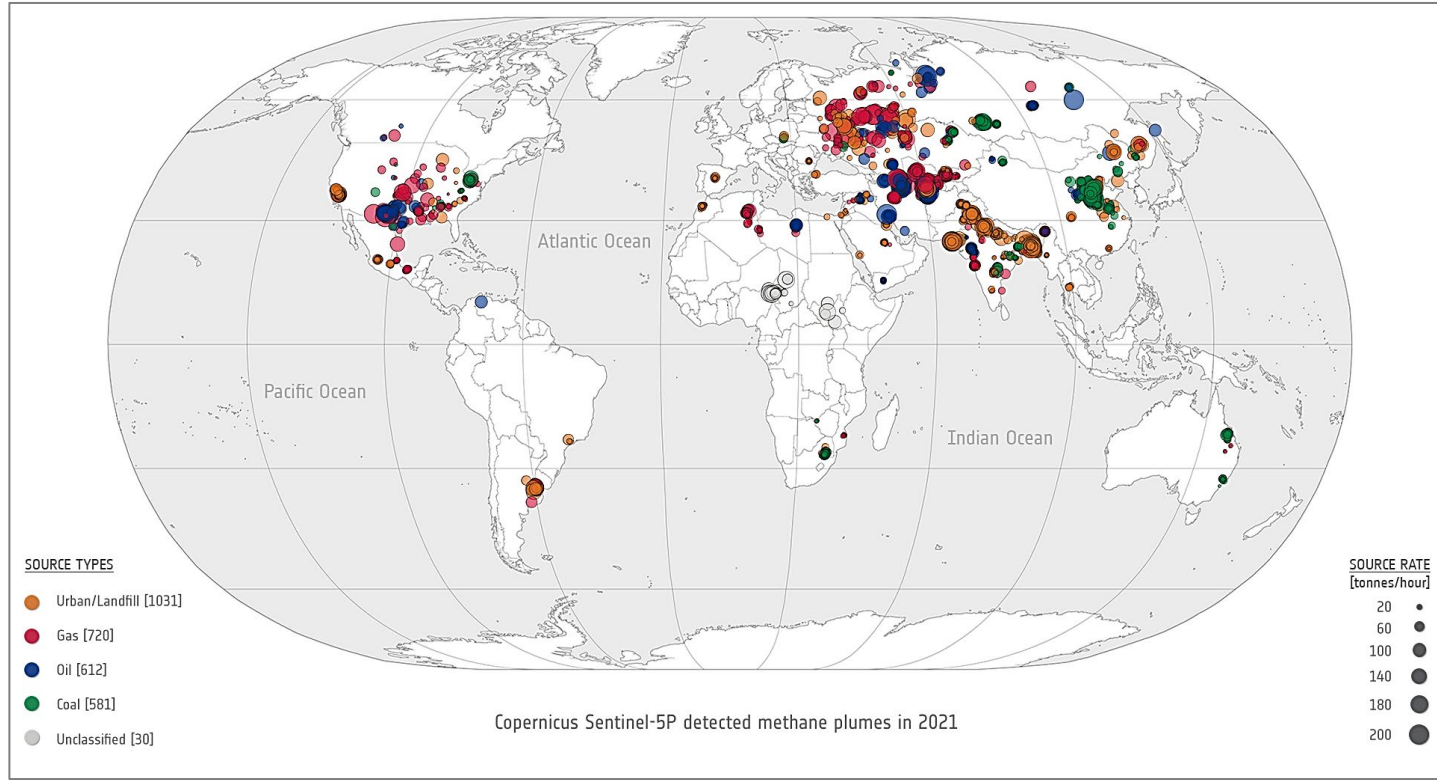 Atlantic Ocean
Pacific Ocean
Indian Ocean
SOURCE TYPES
Urban/Landfill [1031]
Gas [720]
Oil [612]
Coal [581]
Unclassified [30]
Copernicus Sentinel-5P detected methane plumes in 2021
SOURCE RATE
[tonnes/hour]
20
60
100
140
180
200